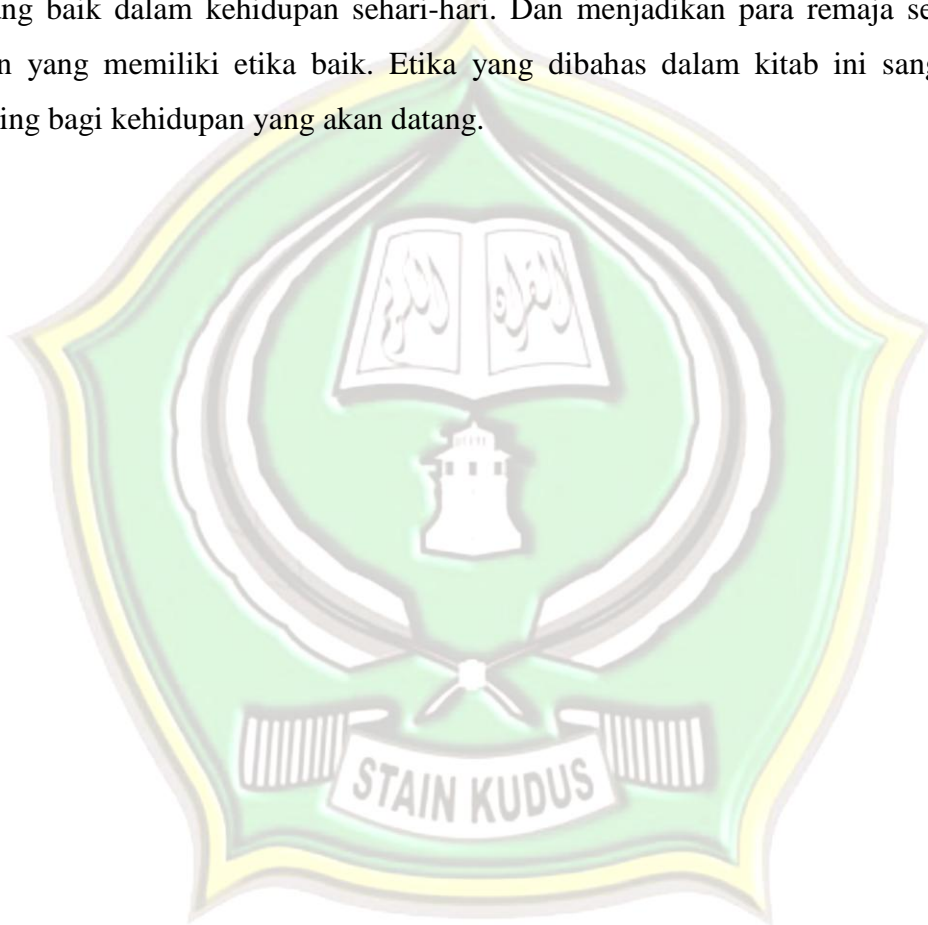 ang baik dalam kehidupan sehari-hari. Dan menjadikan para remaja se
n yang memiliki etika baik. Etika yang dibahas dalam kitab ini sang
ing bagi kehidupan yang akan datang.
STAIN KUDUS